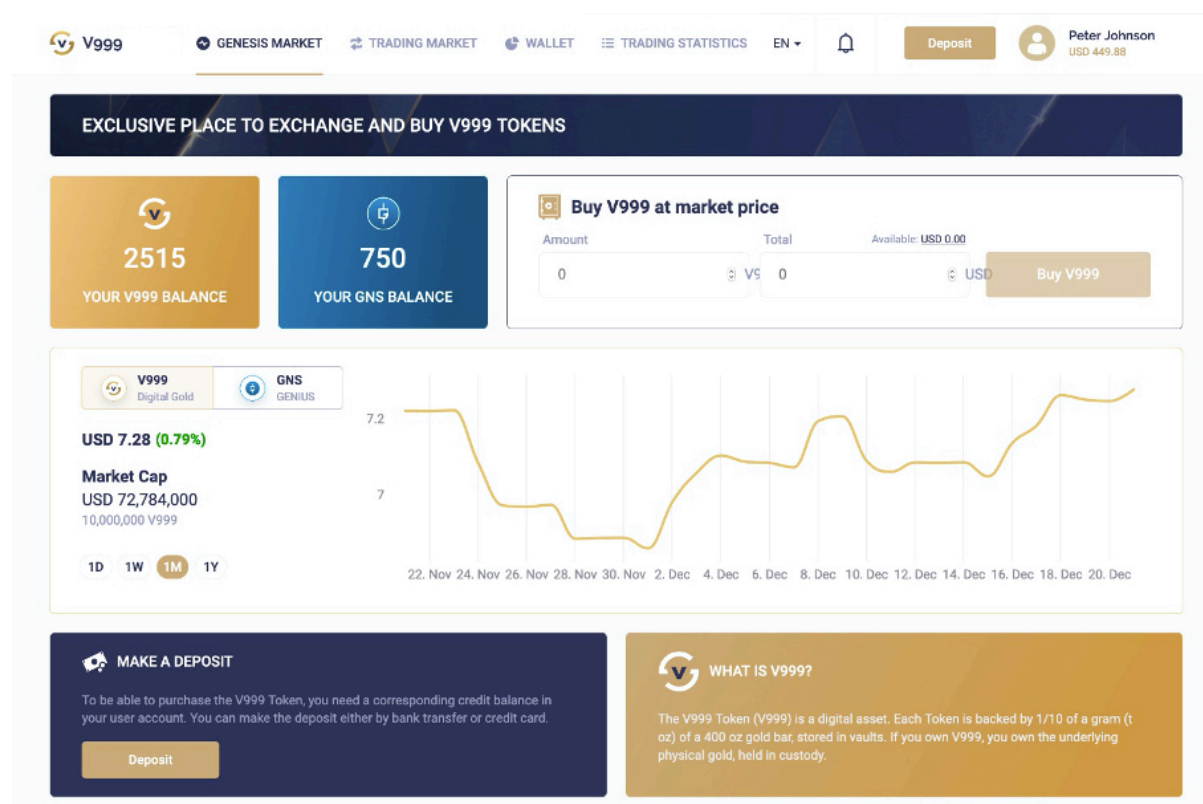 V999
GENESIS MARKET
TRADING MARKET
WALLET
TRADING STATISTICS
EN
Deposit
Peter Johnson
USD 449.88
EXCLUSIVE PLACE TO EXCHANGE AND BUY V999 TOKENS
2515
YOUR V999 BALANCE
750
YOUR GNS BALANCE
Buy V999 at market price
Amount
Total
Available: USD 0.00
0
V9
0
USD
Buy V999
V999
Digital Gold
GNS
GENIUS
USD 7.28 (0.79%)
Market Cap
USD 72,784,000
10,000,000 V999
1D 1W 1M 1Y
7.2
7
22. Nov 24. Nov 26. Nov 28. Nov 30. Nov 2. Dec 4. Dec 6. Dec 8. Dec 10. Dec 12. Dec 14. Dec 16. Dec 18. Dec 20. Dec
MAKE A DEPOSIT
To be able to purchase the V999 Token, you need a corresponding credit balance in
your user account. You can make the deposit either by bank transfer or credit card.
Deposit
WHAT IS V999?
The V999 Token (V999) is a digital asset. Each Token is backed by 1/10 of a gram (t
oz) of a 400 oz gold bar, stored in vaults. If you own V999, you own the underlying
physical gold, held in custody.